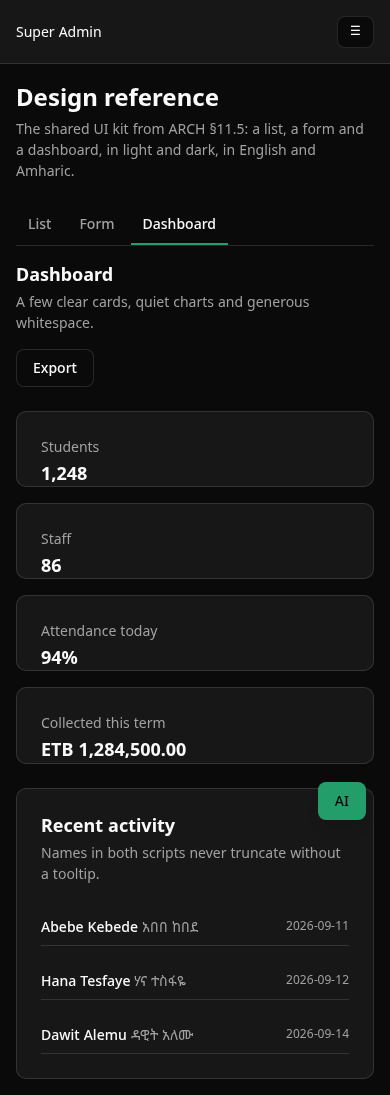 Super Admin
☰
Design reference
The shared UI kit from ARCH §11.5: a list, a form and
a dashboard, in light and dark, in English and
Amharic.
List Form Dashboard
Dashboard
A few clear cards, quiet charts and generous
whitespace.
Export
Students
1,248
Staff
86
Attendance today
94%
Collected this term
ETB 1,284,500.00
AI
Recent activity
Names in both scripts never truncate without
a tooltip.
Abebe Kebede አበበ ከበደ 2026-09-11
Hana Tesfaye ሃና ተስፋዬ 2026-09-12
Dawit Alemu ዳዊት አለሙ 2026-09-14